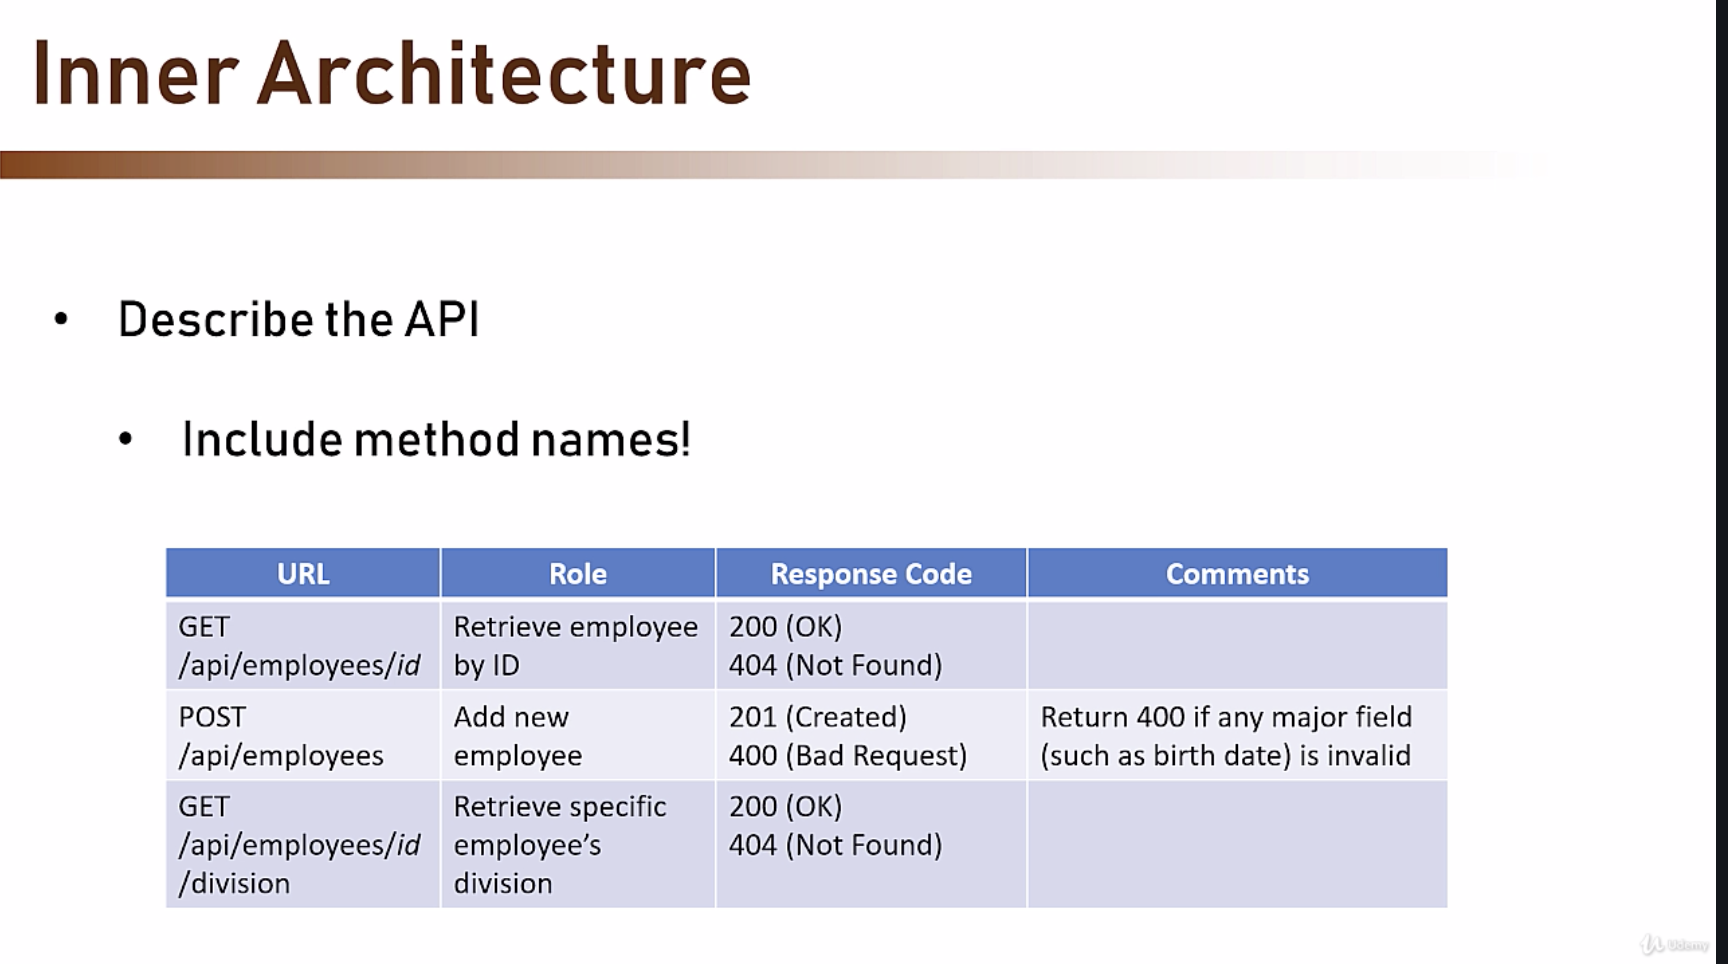 Inner Architecture
• Describe the API
• Include method names!
URL Role Response Code Comments
GET
/api/employees/id
Retrieve employee
by ID
200 (OK)
404 (Not Found)
POST
/api/employees
Add new
employee
201 (Created)
400 (Bad Request)
Return 400 if any major field
(such as birth date) is invalid
GET
/api/employees/id
/division
Retrieve specific
employee’s
division
200 (OK)
404 (Not Found)
Udemy